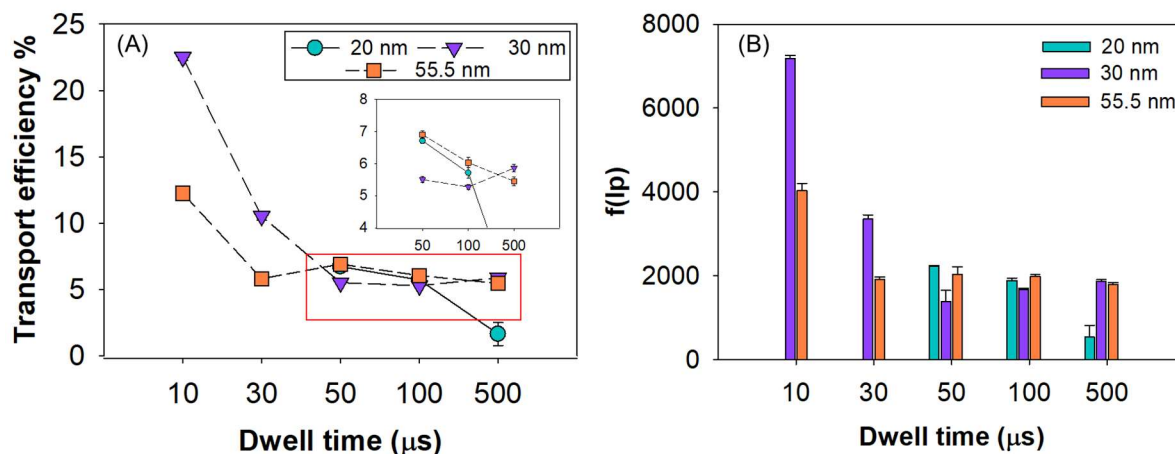 (A)
Transport efficiency %
25
20
15
10
5
0
20 nm
30 nm
55.5 nm
8
7
6
5
4
50 100 500
10 30 50 100 500
Dwell time (μs)
(B)
f(Ip)
8000
6000
4000
2000
0
20 nm
30 nm
55.5 nm
10 30 50 100 500
Dwell time (μs)